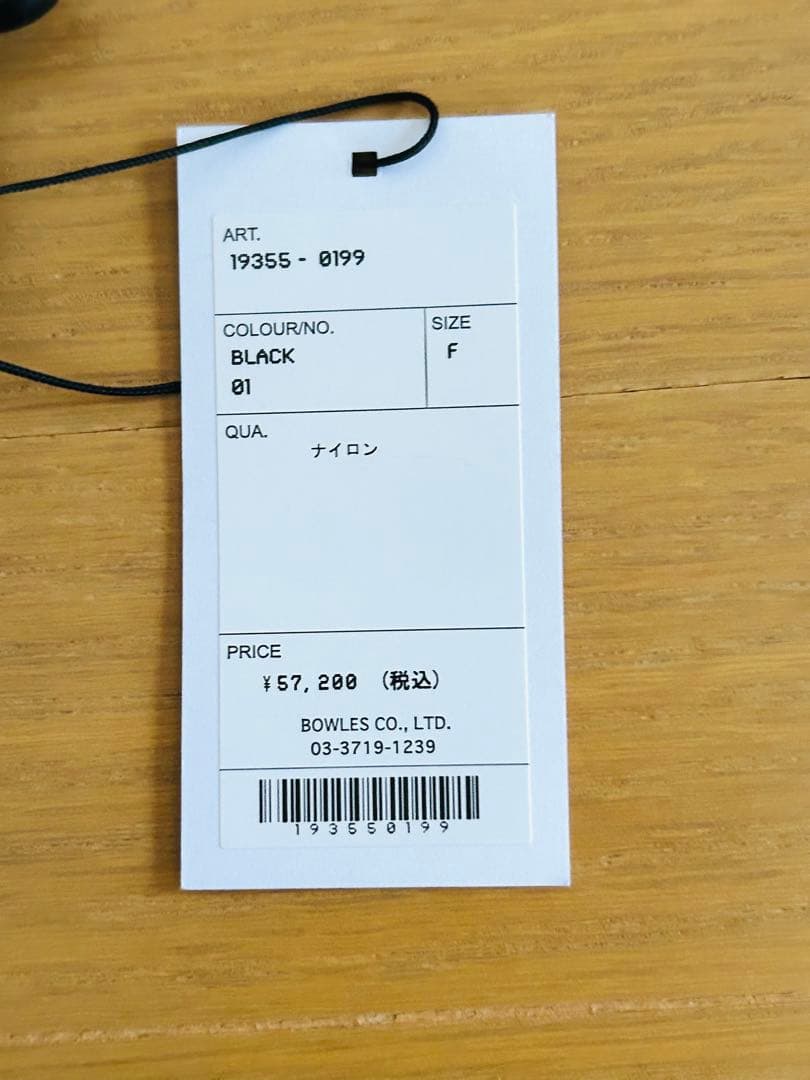 ART.
19355 - 0199
COLOUR/NO.
BLACK
01
SIZE
F
QUA.
ナイロン
PRICE
¥57,200 (税込)
BOWLES CO., LTD.
03-3719-1239
193550199